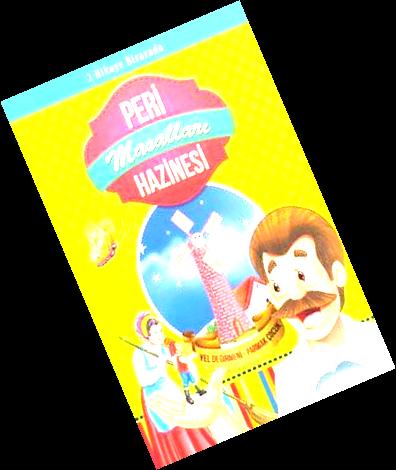 2 Hikaye Birarada
PERİ
Masalları
HAZİNESİ
YEL DEĞİRMENİ - PARMAK ÇOCUK